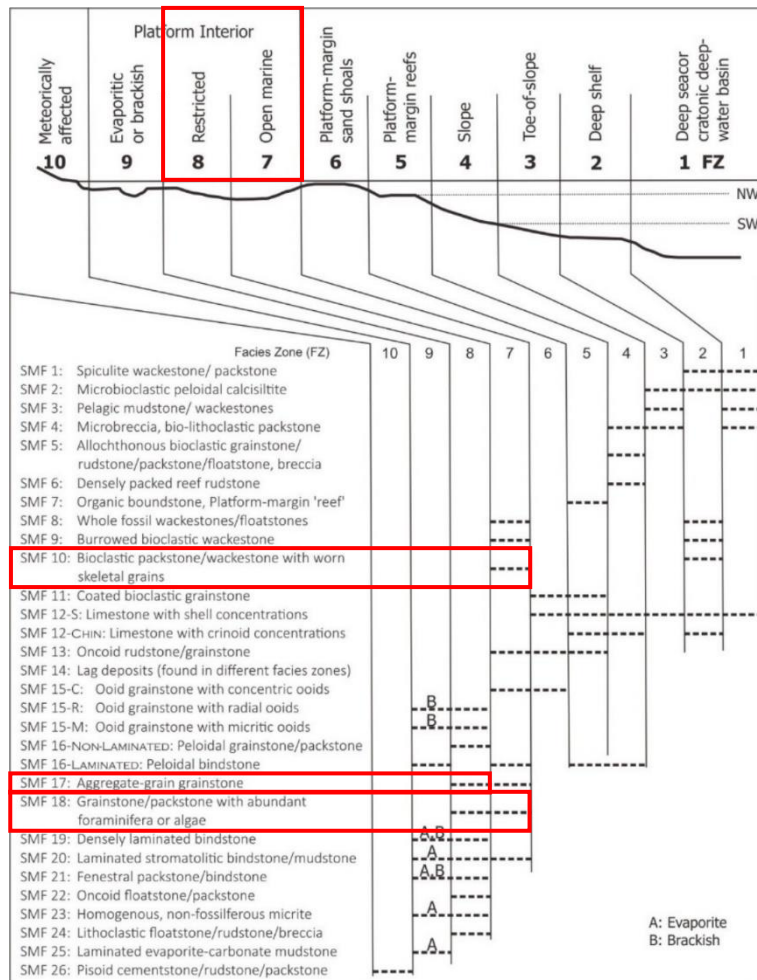 Platform Interior
Meteorically affected
Evaporitic or brackish
Restricted
Open marine
Platform-margin sand shoals
Platform-margin reefs
Slope
Toe-of-slope
Deep shelf
Deep seacor cratonic deep-water basin
10 9 8 7 6 5 4 3 2 1 FZ
NW
SW
Facies Zone (FZ) 10 9 8 7 6 5 4 3 2 1
SMF 1: Spiculite wackestone/ packstone
SMF 2: Microbioclastic peloidal calcisiltite
SMF 3: Pelagic mudstone/ wackestones
SMF 4: Microbreccia, bio-lithoclastic packstone
SMF 5: Allochthonous bioclastic grainstone/
rudstone/packstone/floatstone, breccia
SMF 6: Densely packed reef rudstone
SMF 7: Organic boundstone, Platform-margin 'reef'
SMF 8: Whole fossil wackestones/floatstones
SMF 9: Burrowed bioclastic wackestone
SMF 10: Bioclastic packstone/wackestone with worn
skeletal grains
SMF 11: Coated bioclastic grainstone
SMF 12-S: Limestone with shell concentrations
SMF 12-CHIN: Limestone with crinoid concentrations
SMF 13: Oncoid rudstone/grainstone
SMF 14: Lag deposits (found in different facies zones)
SMF 15-C: Ooid grainstone with concentric ooids
SMF 15-R: Ooid grainstone with radial ooids B
SMF 15-M: Ooid grainstone with micritic ooids B
SMF 16-NON-LAMINATED: Peloidal grainstone/packstone
SMF 16-LAMINATED: Peloidal bindstone
SMF 17: Aggregate-grain grainstone
SMF 18: Grainstone/packstone with abundant
foraminifera or algae
SMF 19: Densely laminated bindstone A,B
SMF 20: Laminated stromatolitic bindstone/mudstone A
SMF 21: Fenestral packstone/bindstone A,B
SMF 22: Oncoid floatstone/packstone
SMF 23: Homogenous, non-fossilferous micrite A
SMF 24: Lithoclastic floatstone/rudstone/breccia
SMF 25: Laminated evaporite-carbonate mudstone A
SMF 26: Pisoid cementstone/rudstone/packstone
A: Evaporite
B: Brackish